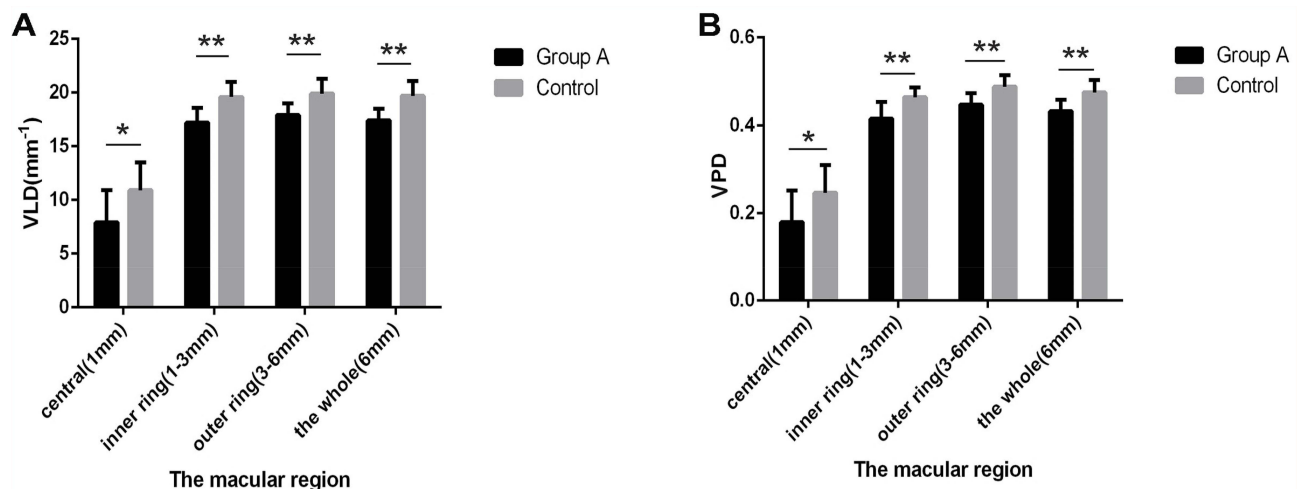 A
VLD(mm⁻¹)
25
20
15
10
5
0
*
**
**
**
Group A
Control
central(1mm)
inner ring(1-3mm)
outer ring(3-6mm)
the whole(6mm)
The macular region
B
VPD
0.6
0.4
0.2
0.0
*
**
**
**
Group A
Control
central(1mm)
inner ring(1-3mm)
outer ring(3-6mm)
the whole(6mm)
The macular region